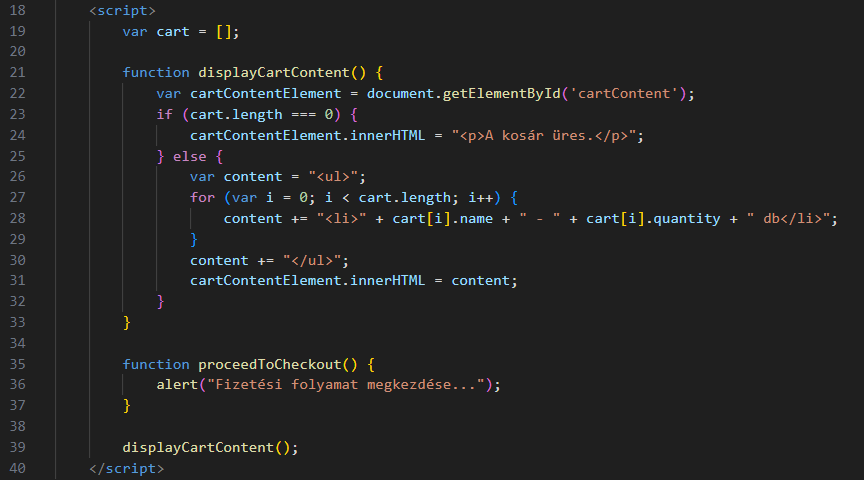 18 <script>
19 var cart = [];
20
21 function displayCartContent() {
22 var cartContentElement = document.getElementById('cartContent');
23 if (cart.length === 0) {
24 cartContentElement.innerHTML = "<p>A kosár üres.</p>";
25 } else {
26 var content = "<ul>";
27 for (var i = 0; i < cart.length; i++) {
28 content += "<li>" + cart[i].name + " - " + cart[i].quantity + " db</li>";
29 }
30 content += "</ul>";
31 cartContentElement.innerHTML = content;
32 }
33 }
34
35 function proceedToCheckout() {
36 alert("Fizetési folyamat megkezdése...");
37 }
38
39 displayCartContent();
40 </script>